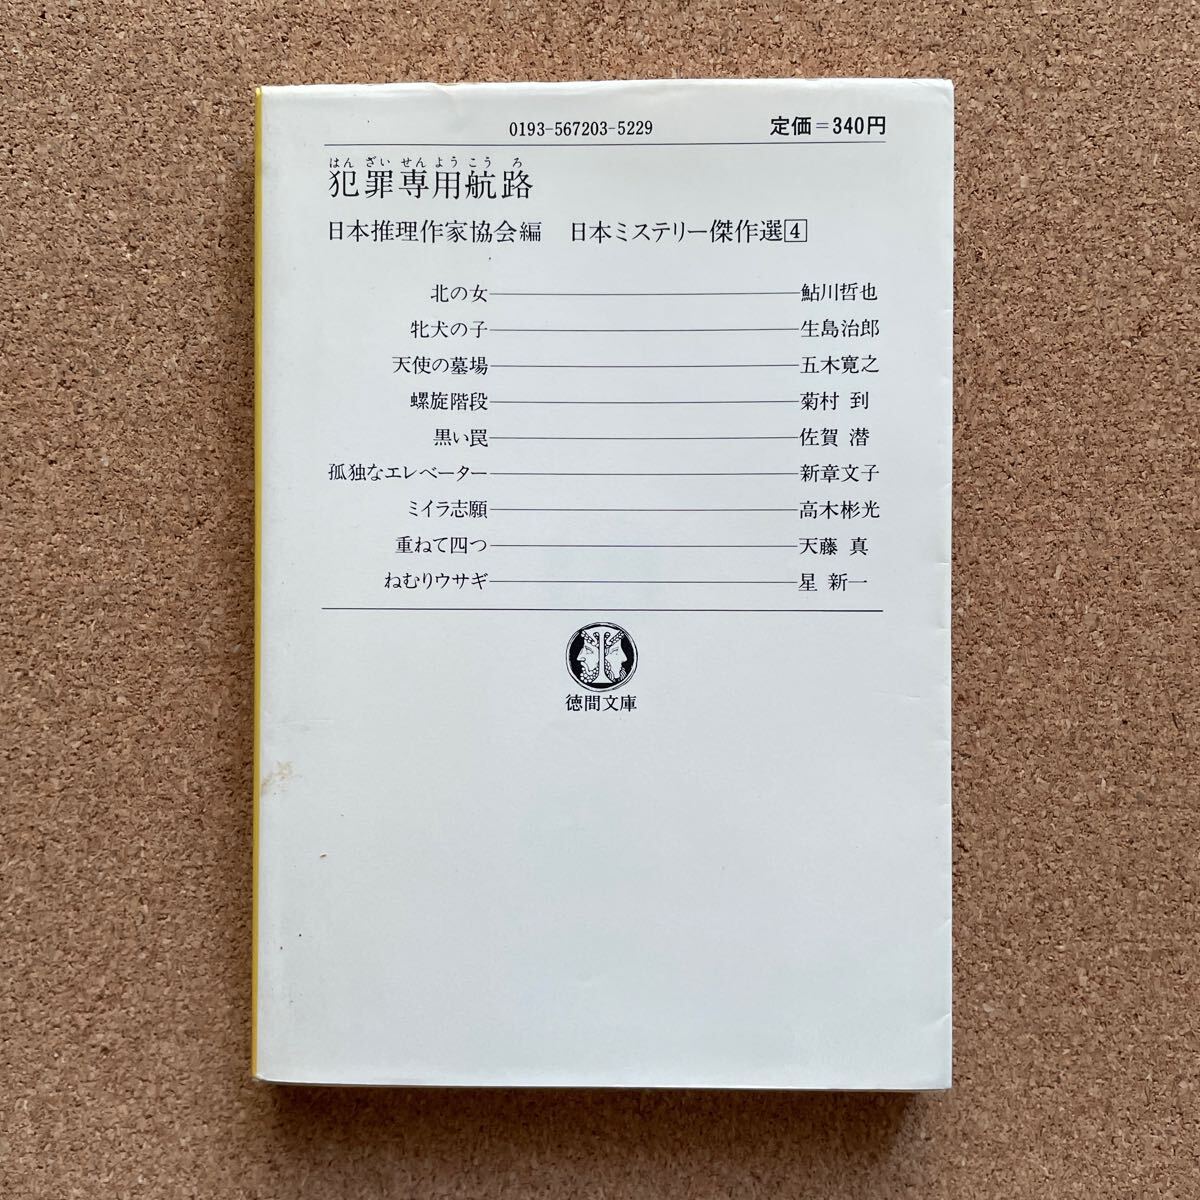 0193-567203-5229 定価=340円
はんざいせんようこうろ
犯罪専用航路
日本推理作家協会編 日本ミステリー傑作選4
北の女――鮎川哲也
牝犬の子――生島治郎
天使の墓場――五木寛之
螺旋階段――菊村 到
黒い罠――佐賀 潜
孤独なエレベーター――新章文子
ミイラ志願――高木彬光
重ねて四つ――天藤 真
ねむりウサギ――星 新一
徳間文庫